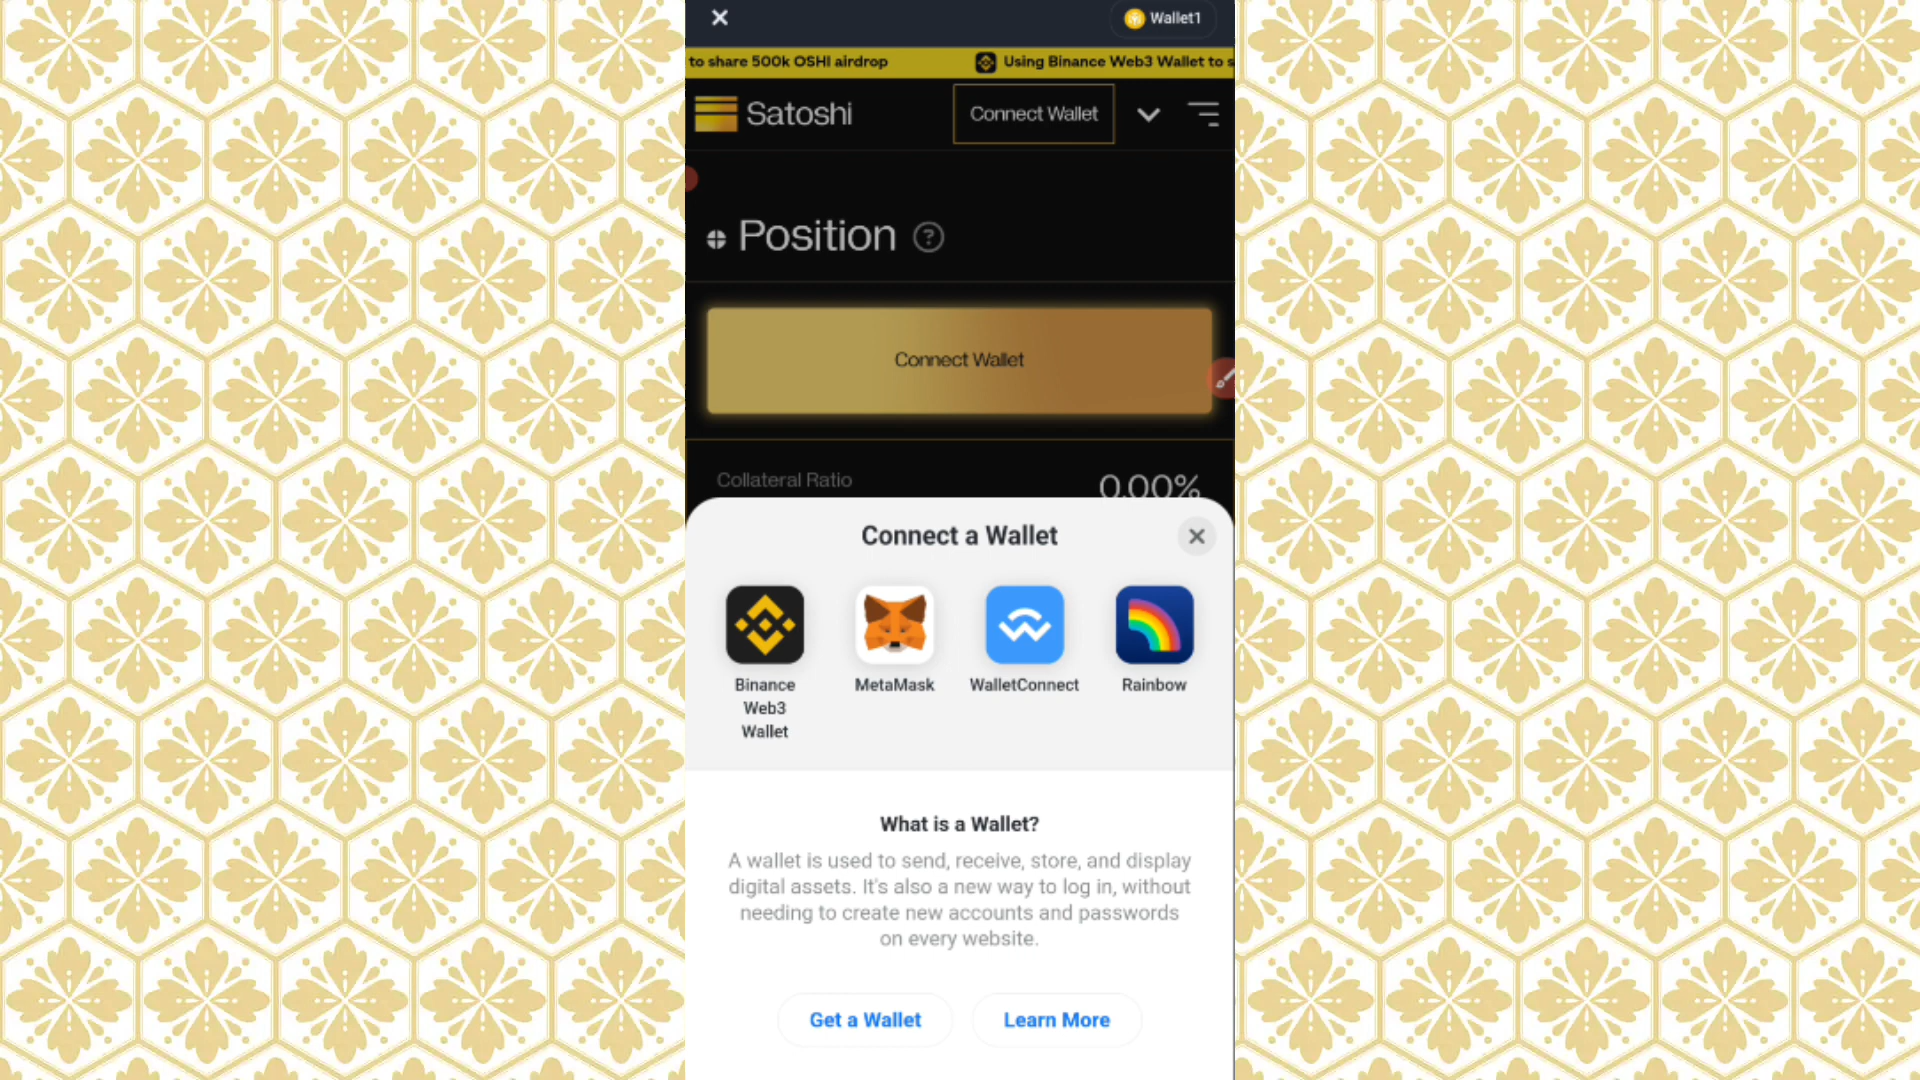 Wallet1
to share 500k OSHI airdrop
Using Binance Web3 Wallet to s
Satoshi
Connect Wallet
Position
?
Connect Wallet
Collateral Ratio
0.00%
Connect a Wallet
Binance
Web3
Wallet
MetaMask
WalletConnect
Rainbow
What is a Wallet?
A wallet is used to send, receive, store, and display
digital assets. It's also a new way to log in, without
needing to create new accounts and passwords
on every website.
Get a Wallet
Learn More